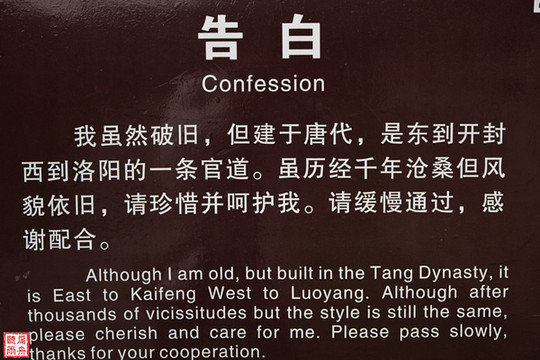 告白
Confession
我虽然破旧，但建于唐代，是东到开封
西到洛阳的一条官道。虽历经千年沧桑但风
貌依旧，请珍惜并呵护我。请缓慢通过，感
谢配合。
Although I am old, but built in the Tang Dynasty, it
is East to Kaifeng West to Luoyang. Although after
thousands of vicissitudes but the style is still the same,
please cherish and care for me. Please pass slowly,
thanks for your cooperation.